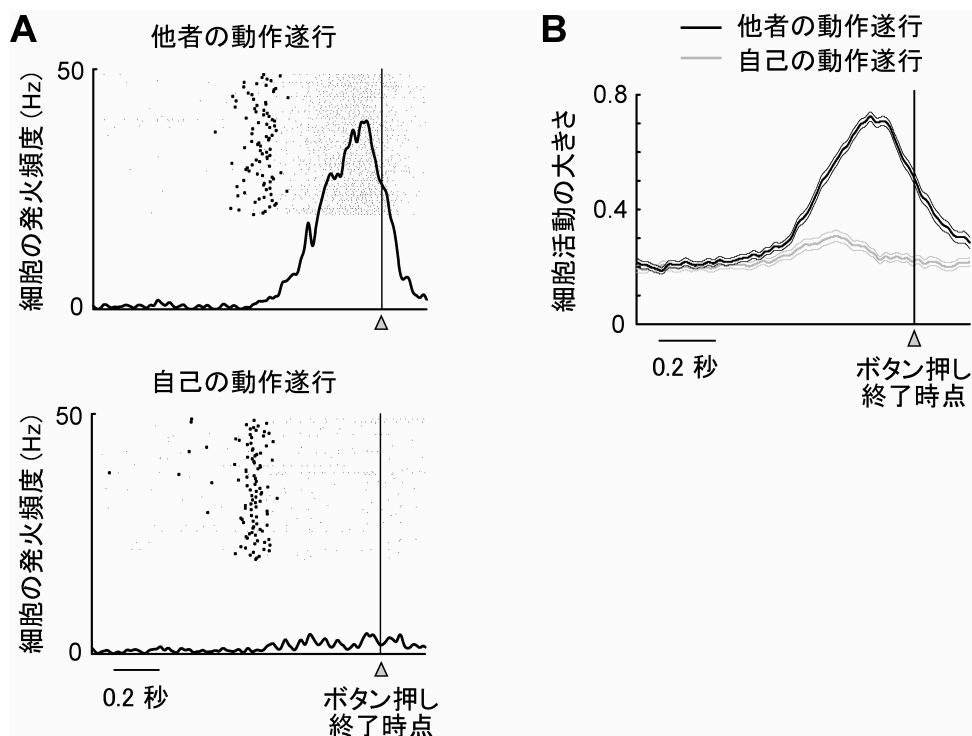 A
他者の動作遂行
50
細胞の発火頻度 (Hz)
0
自己の動作遂行
50
細胞の発火頻度 (Hz)
0
0.2 秒
ボタン押し
終了時点
B
他者の動作遂行
自己の動作遂行
0.8
細胞活動の大きさ
0.4
0
0.2 秒
ボタン押し
終了時点